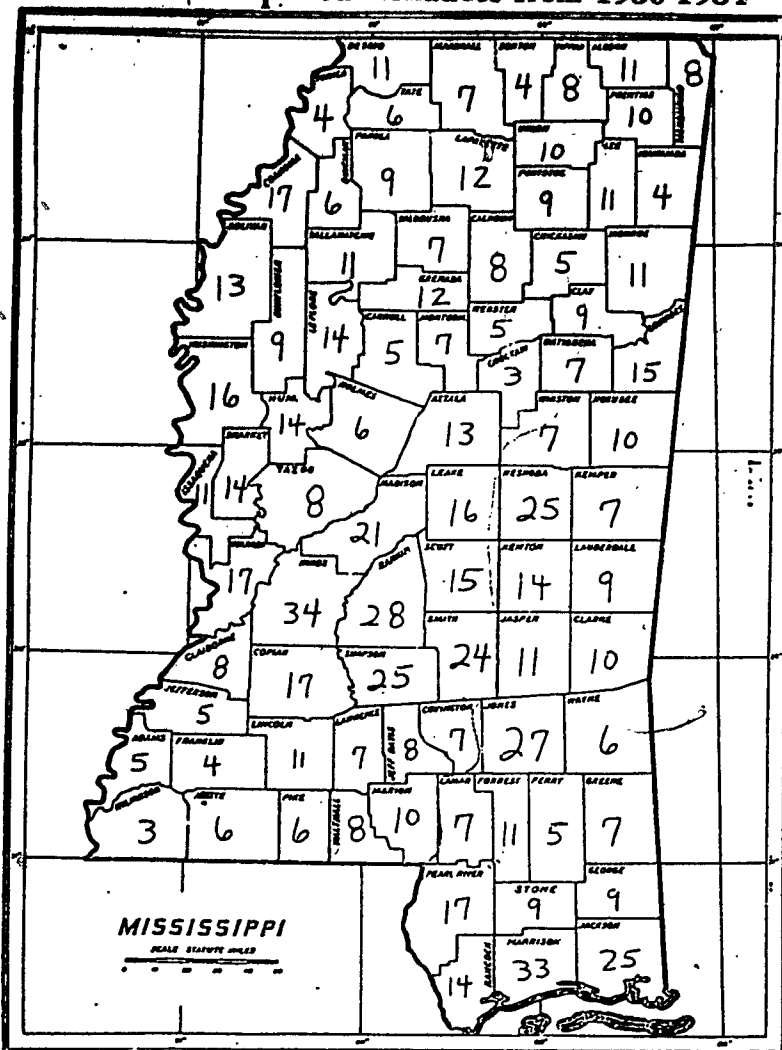 from 1980-1984
DE SOTO 11
MARSHALL 7
BENTON 4
TIPPAH 8
ALCORN 11
8
TUNICA 4
TATE 6
PRENTISS 10
PANOLA 9
LAFAYETTE 12
UNION 10
LEE 11
ITAWAMBA 4
COAHOMA 17
QUITMAN 6
PONTOTOC 9
BOLIVAR 13
TALLAHATCHIE 11
YALOBUSHA 7
CALHOUN 8
CHICKASAW 5
MONROE 11
SUNFLOWER 9
LEFLORE 14
GRENADA 12
CARROLL 5
MONTGOM. 7
WEBSTER 5
CLAY 9
LOWNDES 15
WASHINGTON 16
HUM. 14
HOLMES 6
CHOCTAW 3
OKTIBBEHA 7
ATTALA 13
WINSTON 7
NOXUBEE 10
ISSAQUENA 11
SHARKEY 14
YAZOO 8
MADISON 21
LEAKE 16
NESHOBA 25
KEMPER 7
WARREN 17
HINDS 34
RANKIN 28
SCOTT 15
NEWTON 14
LAUDERDALE 9
CLAIBORNE 8
COPIAH 17
SIMPSON 25
SMITH 24
JASPER 11
CLARKE 10
JEFFERSON 5
ADAMS 5
FRANKLIN 4
LINCOLN 11
LAWRENCE 7
JEFF DAVIS 8
COVINGTON 7
JONES 27
WAYNE 6
WILKINSON 3
AMITE 6
PIKE 6
WALTHALL 8
MARION 10
LAMAR 7
FORREST 11
PERRY 5
GREENE 7
PEARL RIVER 17
STONE 9
GEORGE 9
HANCOCK 14
HARRISON 33
JACKSON 25
MISSISSIPPI
SCALE STATUTE MILES